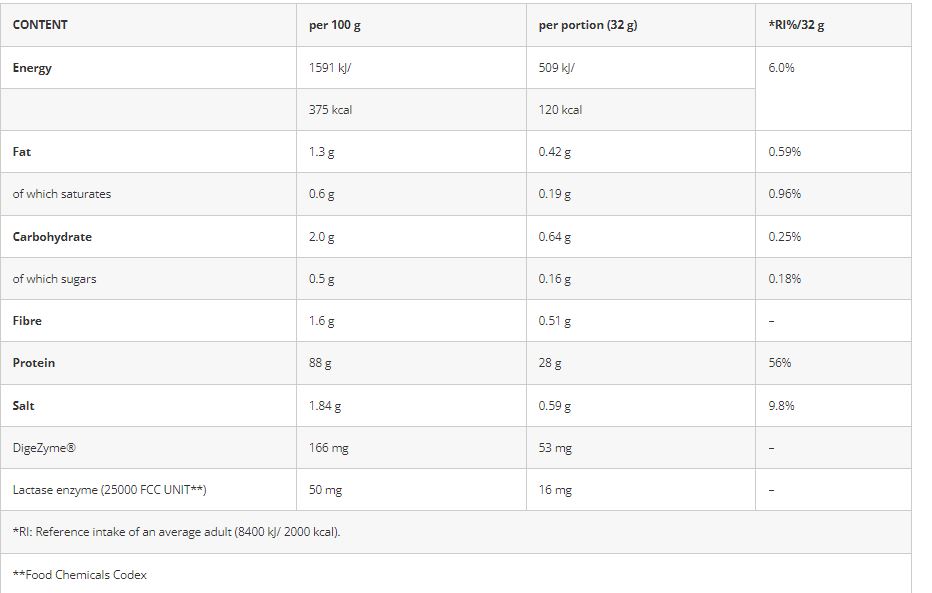 CONTENT per 100 g per portion (32 g) *RI%/32 g
Energy 1591 kJ/ 509 kJ/ 6.0%
375 kcal 120 kcal
Fat 1.3 g 0.42 g 0.59%
of which saturates 0.6 g 0.19 g 0.96%
Carbohydrate 2.0 g 0.64 g 0.25%
of which sugars 0.5 g 0.16 g 0.18%
Fibre 1.6 g 0.51 g –
Protein 88 g 28 g 56%
Salt 1.84 g 0.59 g 9.8%
DigeZyme® 166 mg 53 mg –
Lactase enzyme (25000 FCC UNIT**) 50 mg 16 mg –
*RI: Reference intake of an average adult (8400 kJ/ 2000 kcal).
**Food Chemicals Codex